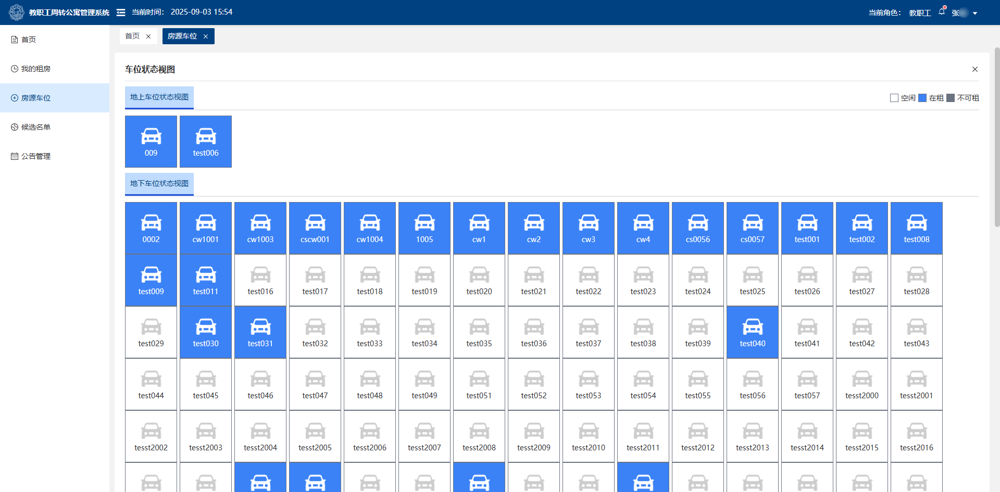 教职工周转公寓管理系统 当前时间： 2025-09-03 15:54 当前角色： 教职工 张
首页
我的租房
房源车位
候选名单
公告管理
首页 房源车位
车位状态视图
地上车位状态视图 空闲 在租 不可租
009 test006
地下车位状态视图
0002 cw1001 cw1003 cscw001 cw1004 1005 cw1 cw2 cw3 cw4 cs0056 cs0057 test001 test002 test008
test009 test011 test016 test017 test018 test019 test020 test021 test022 test023 test024 test025 test026 test027 test028
test029 test030 test031 test032 test033 test034 test035 test036 test037 test038 test039 test040 test041 test042 test043
test044 test045 test046 test047 test048 test049 test051 test052 test053 test054 test055 test056 test057 tesst2000 tesst2001
tesst2002 tesst2003 tesst2004 tesst2005 tesst2006 tesst2007 tesst2008 tesst2009 tesst2010 tesst2011 tesst2012 tesst2013 tesst2014 tesst2015 tesst2016